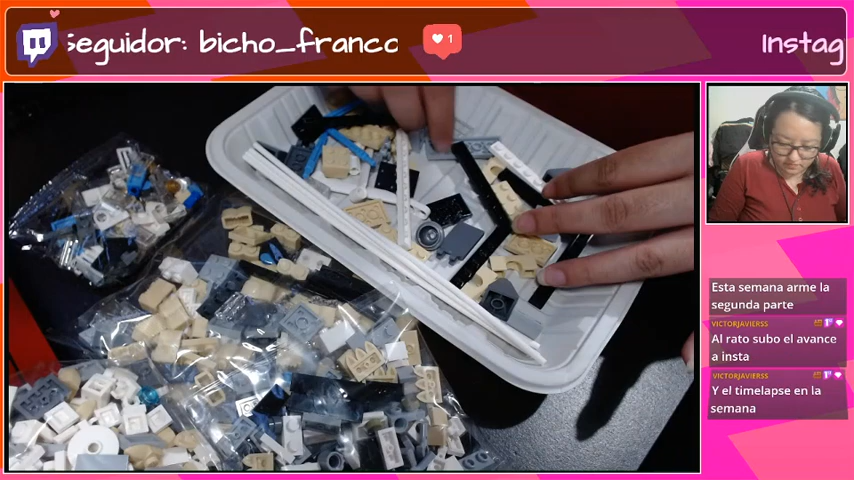 seguidor: bicho_franco
1
Instag
Esta semana arme la
segunda parte
VICTORJAVIERSS
Al rato subo el avance
a insta
VICTORJAVIERSS
Y el timelapse en la
semana